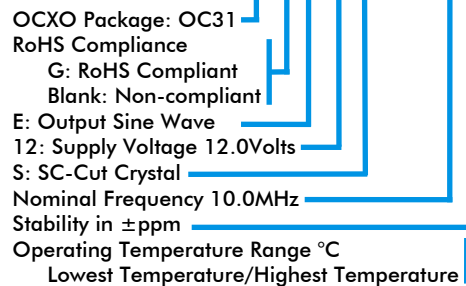 OCXO Package: OC31
RoHS Compliance
G: RoHS Compliant
Blank: Non-compliant
E: Output Sine Wave
12: Supply Voltage 12.0Volts
S: SC-Cut Crystal
Nominal Frequency 10.0MHz
Stability in ±ppm
Operating Temperature Range °C
Lowest Temperature/Highest Temperature